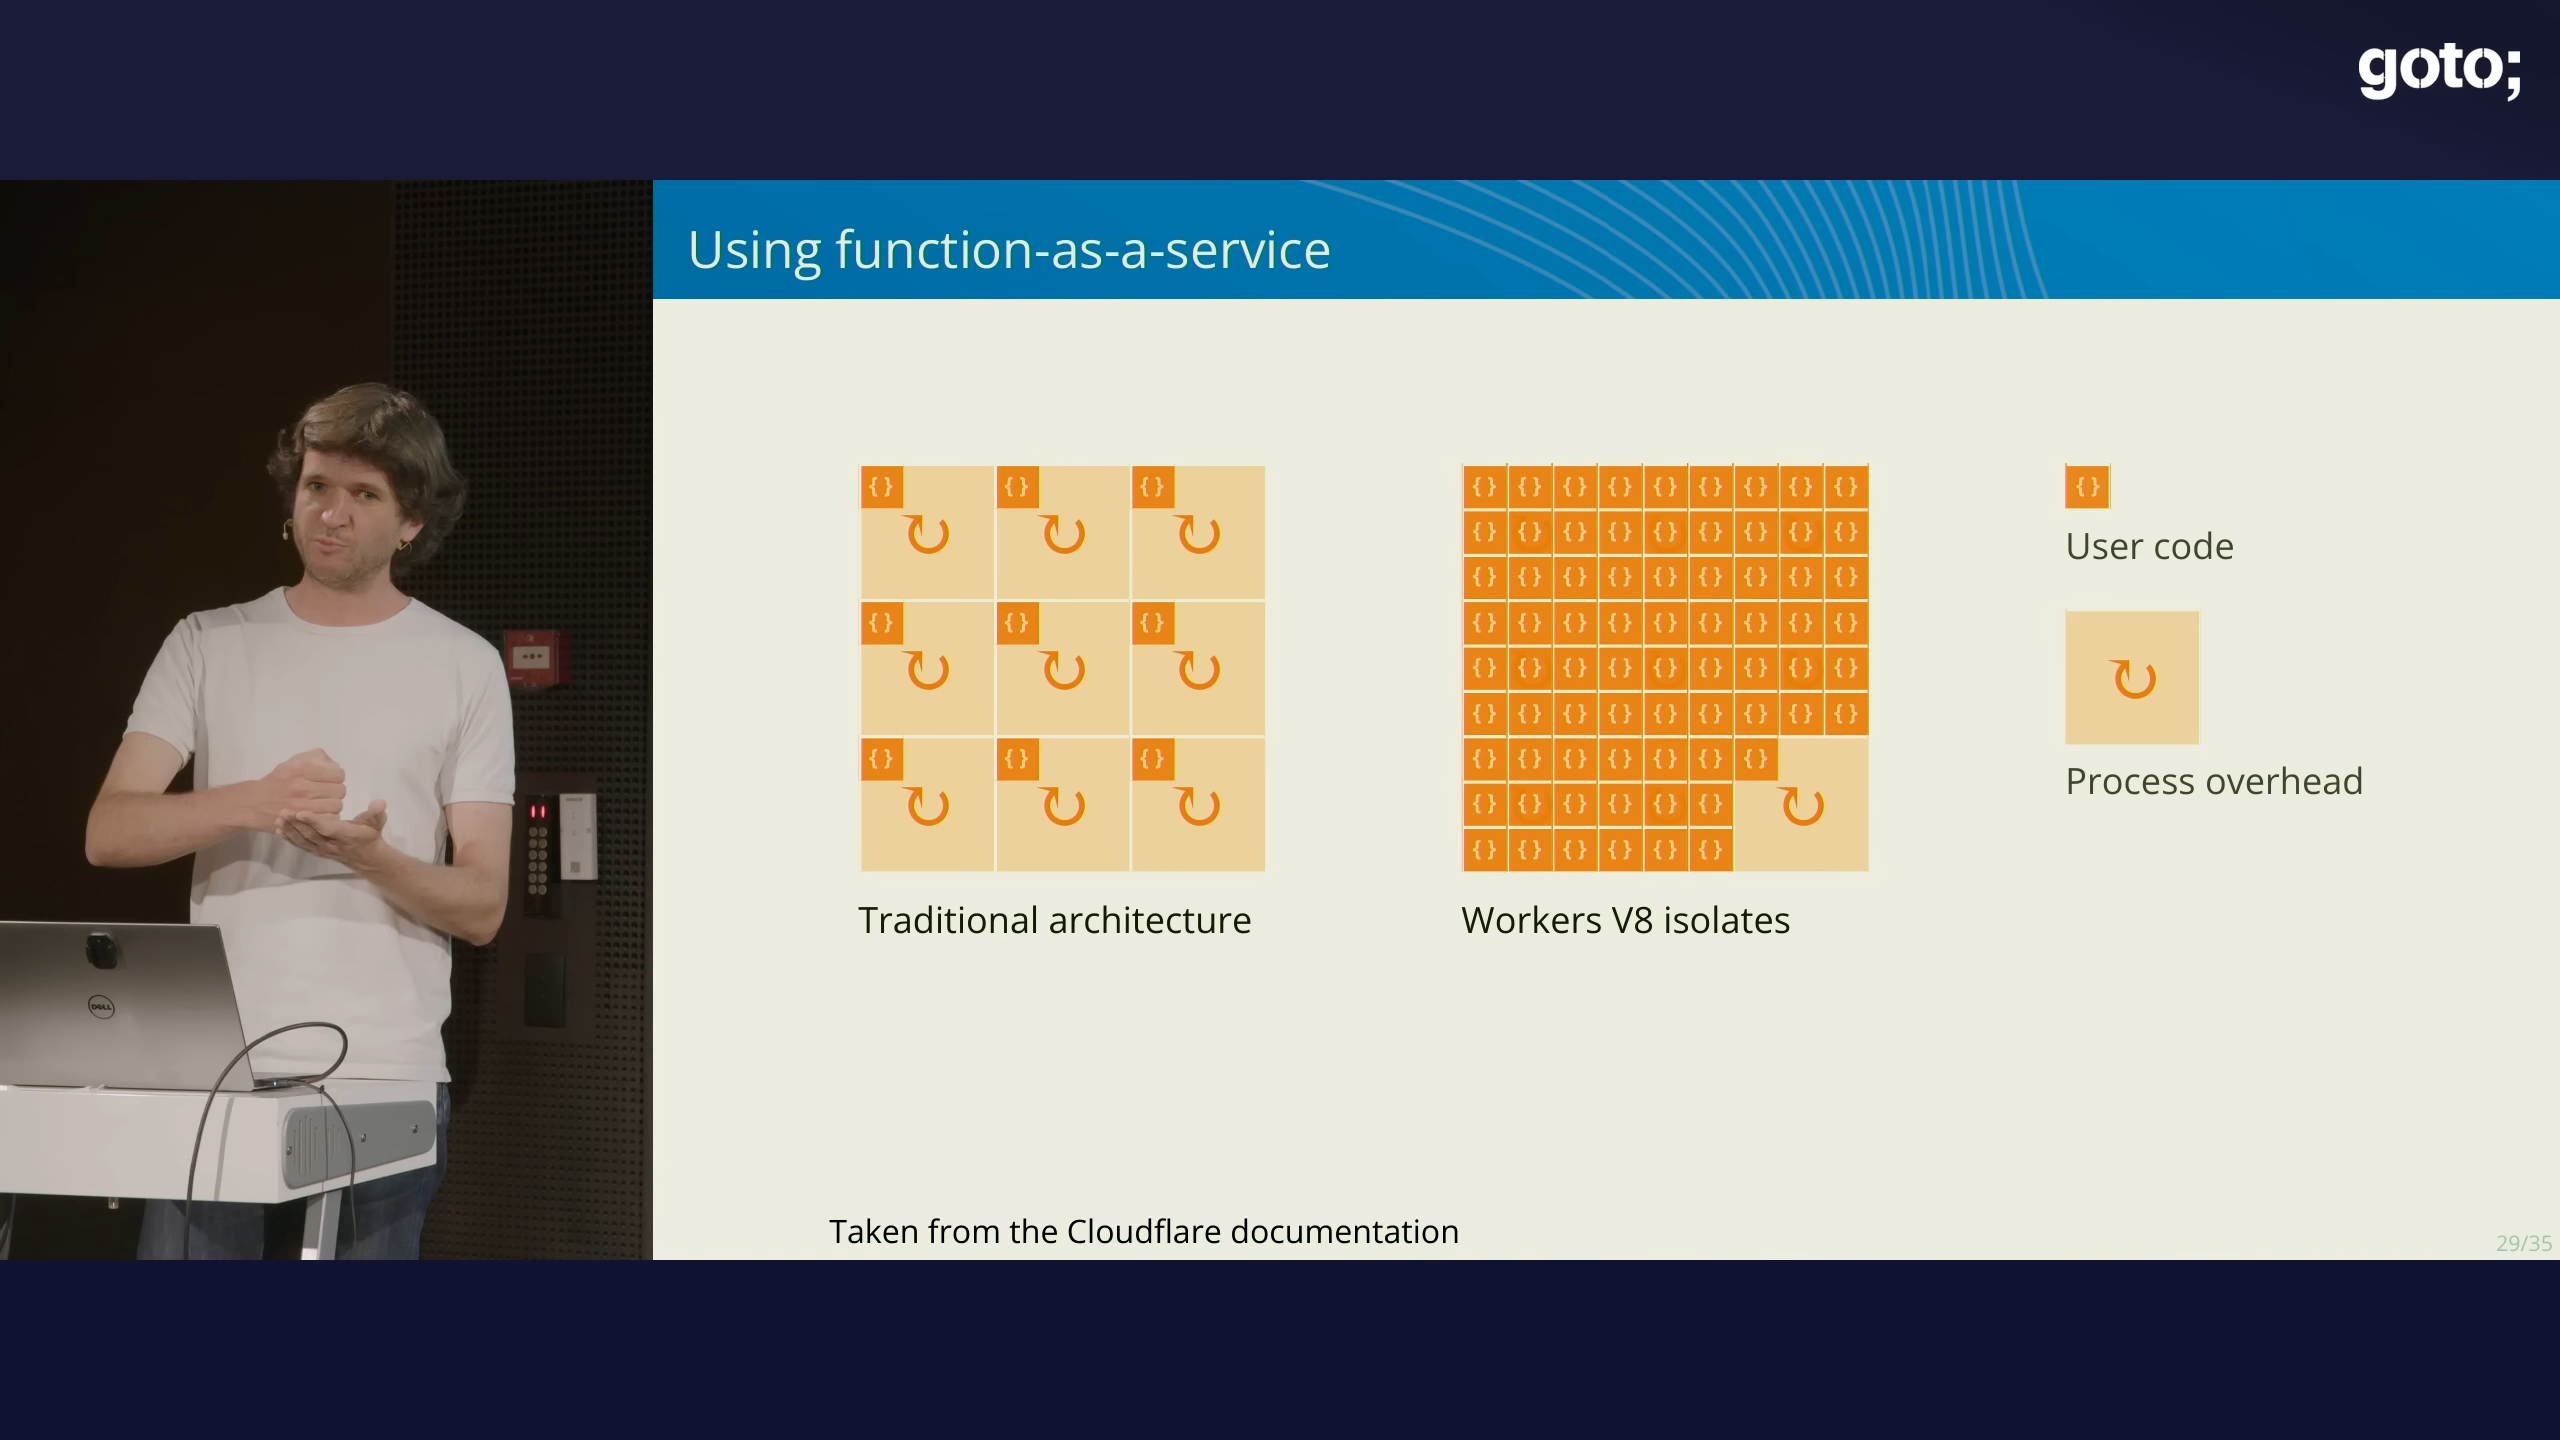 goto;
Using function-as-a-service
{} {} {}
{} {} {}
{} {} {}
Traditional architecture
{} {} {} {} {} {} {} {} {}
{} {} {} {} {} {} {} {} {}
{} {} {} {} {} {} {} {} {}
{} {} {} {} {} {} {} {} {}
{} {} {} {} {} {} {} {} {}
{} {} {} {} {} {} {} {} {}
{} {} {} {} {} {} {}
{} {} {} {} {} {}
{} {} {} {} {} {}
Workers V8 isolates
{}
User code
Process overhead
DELL
Taken from the Cloudflare documentation
29/35